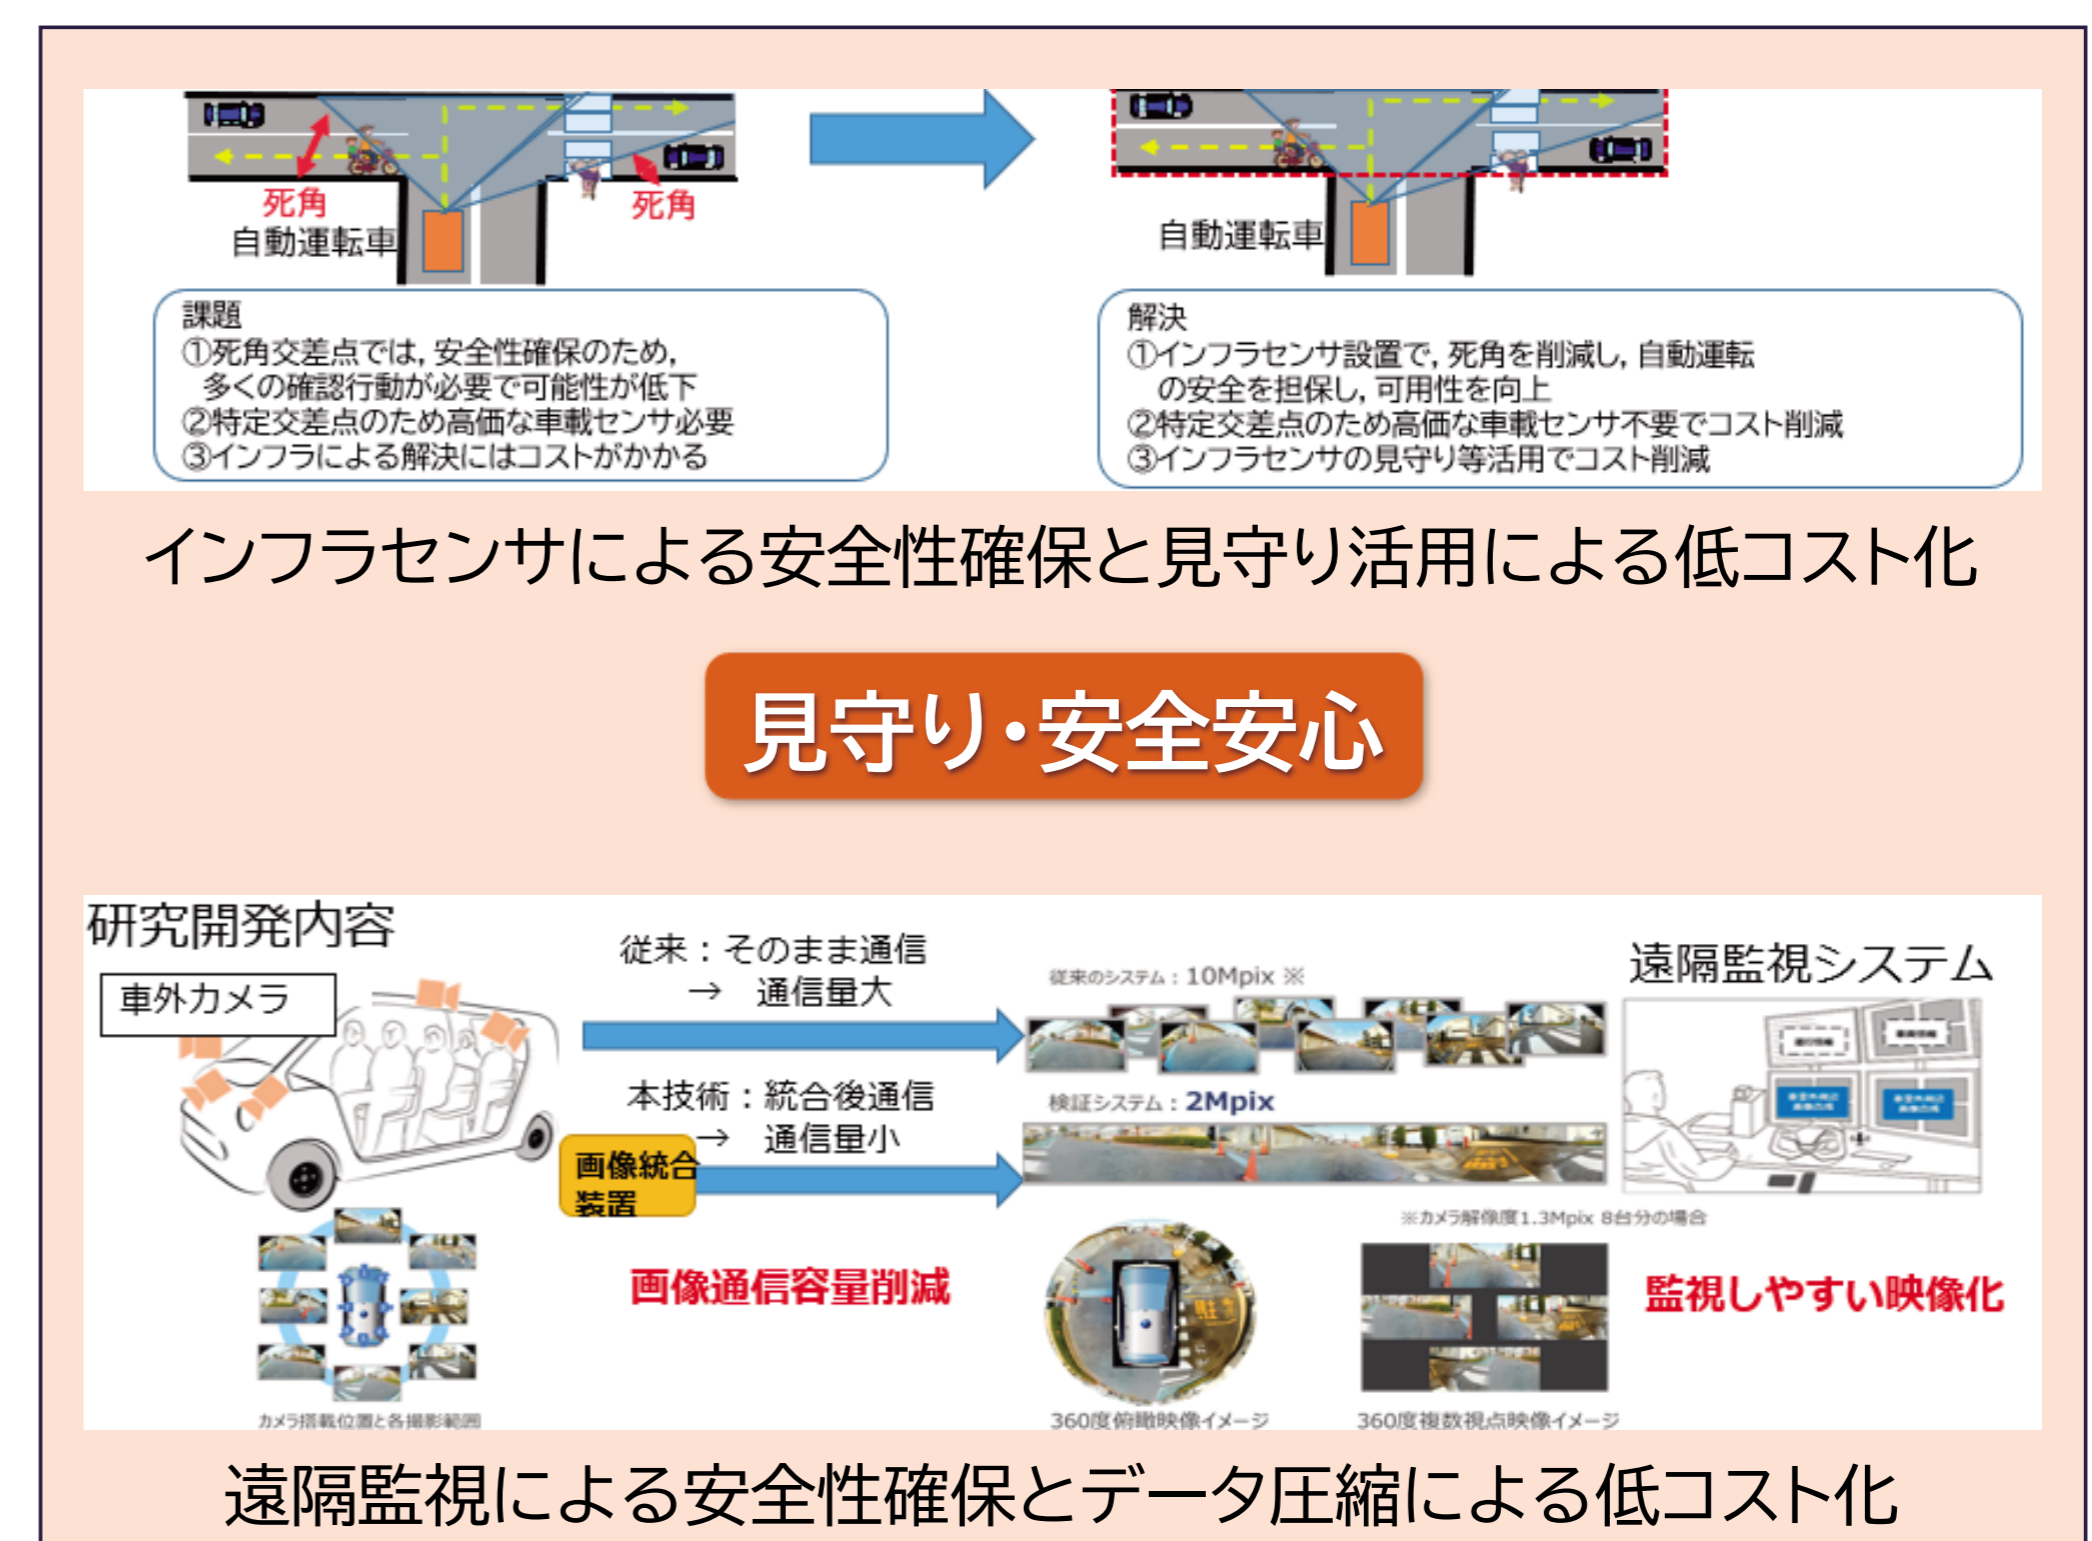 死角
死角
自動運転車
自動運転車
課題
①死角交差点では,安全性確保のため,
多くの確認行動が必要で可能性が低下
②特定交差点のため高価な車載センサ必要
③インフラによる解決にはコストがかかる
解決
①インフラセンサ設置で,死角を削減し,自動運転
の安全を担保し,可用性を向上
②特定交差点のため高価な車載センサ不要でコスト削減
③インフラセンサの見守り等活用でコスト削減
インフラセンサによる安全性確保と見守り活用による低コスト化
見守り・安全安心
研究開発内容
車外カメラ
従来：そのまま通信
→ 通信量大
従来のシステム：10Mpix ※
遠隔監視システム
本技術：統合後通信
→ 通信量小
検証システム：2Mpix
画像統合
装置
※カメラ解像度1.3Mpix 8台分の場合
画像通信容量削減
監視しやすい映像化
カメラ搭載位置と各撮影範囲
360度俯瞰映像イメージ
360度複数視点映像イメージ
遠隔監視による安全性確保とデータ圧縮による低コスト化